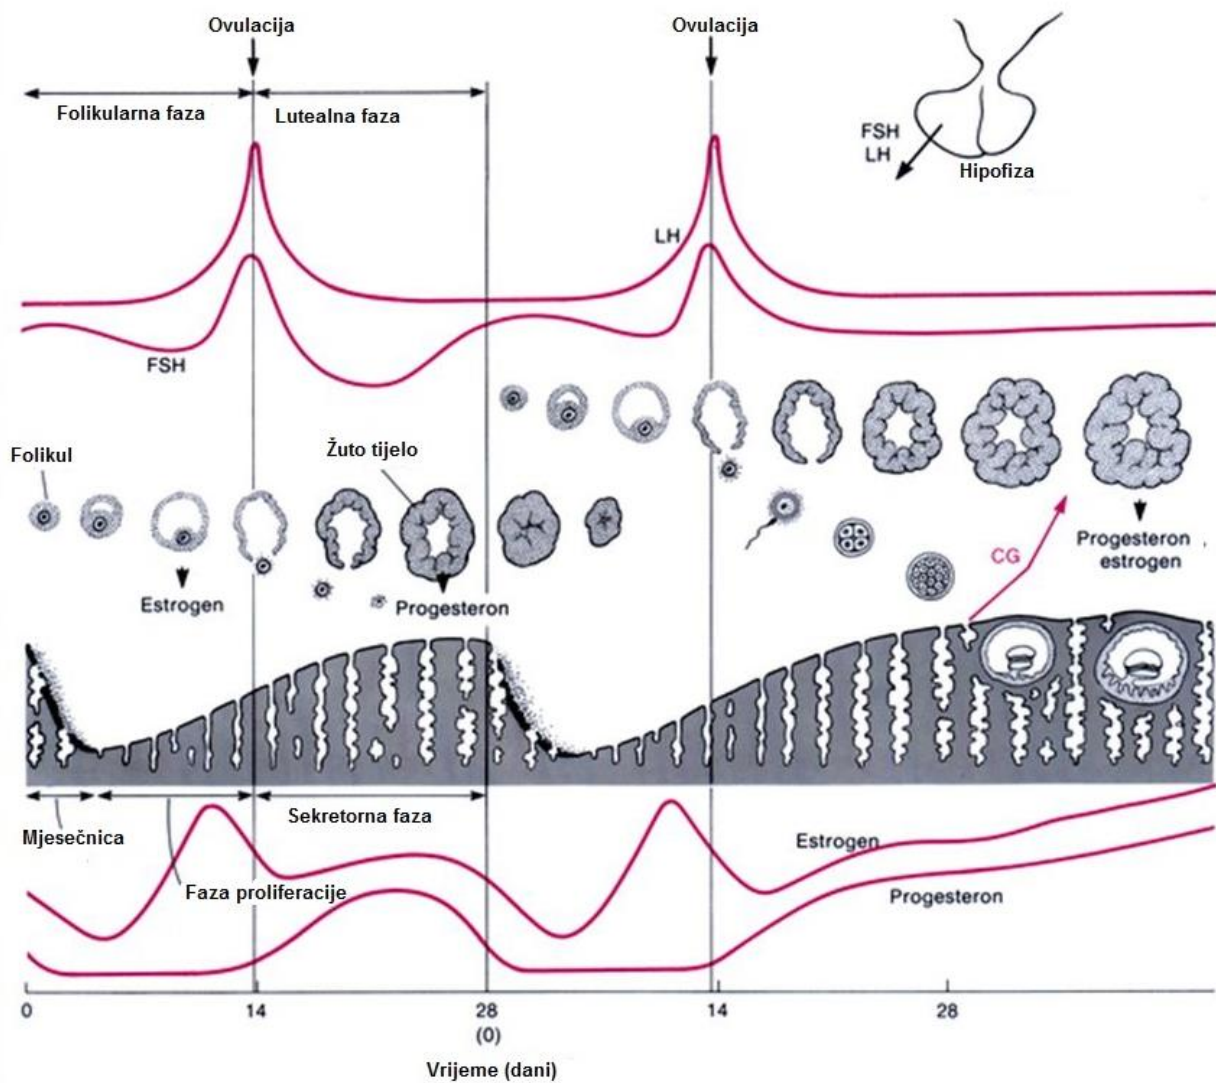 Ovulacija
Ovulacija
Folikularna faza
Lutealna faza
FSH
LH
Hipofiza
LH
FSH
Folikul
Žuto tijelo
Estrogen
Progesteron
CG
Progesteron
estrogen
Mjesečnica
Sekretorna faza
Faza proliferacije
Estrogen
Progesteron
0
14
28
(0)
14
28
Vrijeme (dani)